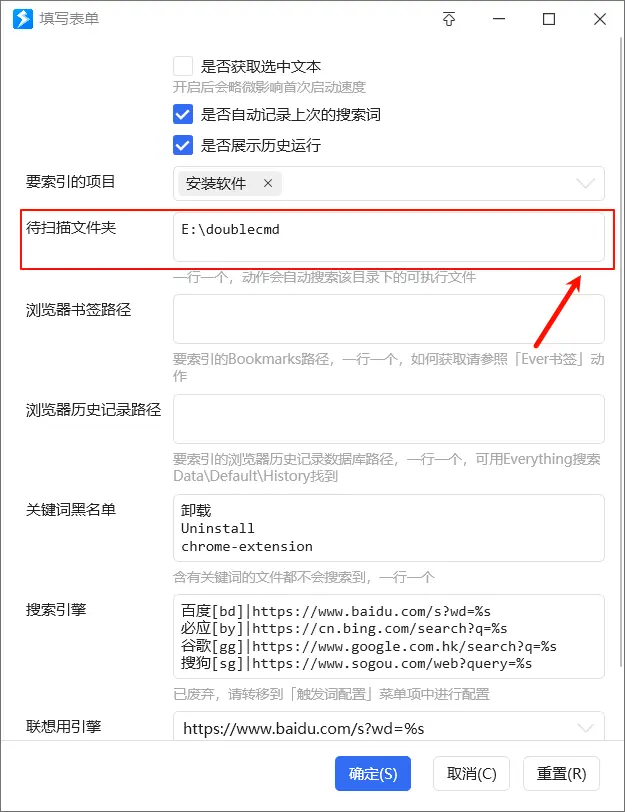 填写表单
是否获取选中文本
开启后会略微影响首次启动速度
是否自动记录上次的搜索词
是否展示历史运行
要索引的项目
安装软件 ×
待扫描文件夹
E:\doublecmd
一行一个，动作会自动搜索该目录下的可执行文件
浏览器书签路径
要索引的Bookmarks路径，一行一个，如何获取请参照「Ever书签」动
作
浏览器历史记录路径
要索引的浏览器历史记录数据库路径，一行一个，可用Everything搜索
Data\Default\History找到
关键词黑名单
卸载
Uninstall
chrome-extension
含有关键词的文件都不会搜索到，一行一个
搜索引擎
百度[bd]|https://www.baidu.com/s?wd=%s
必应[by]|https://cn.bing.com/search?q=%s
谷歌[gg]|https://www.google.com.hk/search?q=%s
搜狗[sg]|https://www.sogou.com/web?query=%s
已废弃，请转移到「触发词配置」菜单项中进行配置
联想用引擎
https://www.baidu.com/s?wd=%s
确定(S)
取消(C)
重置(R)